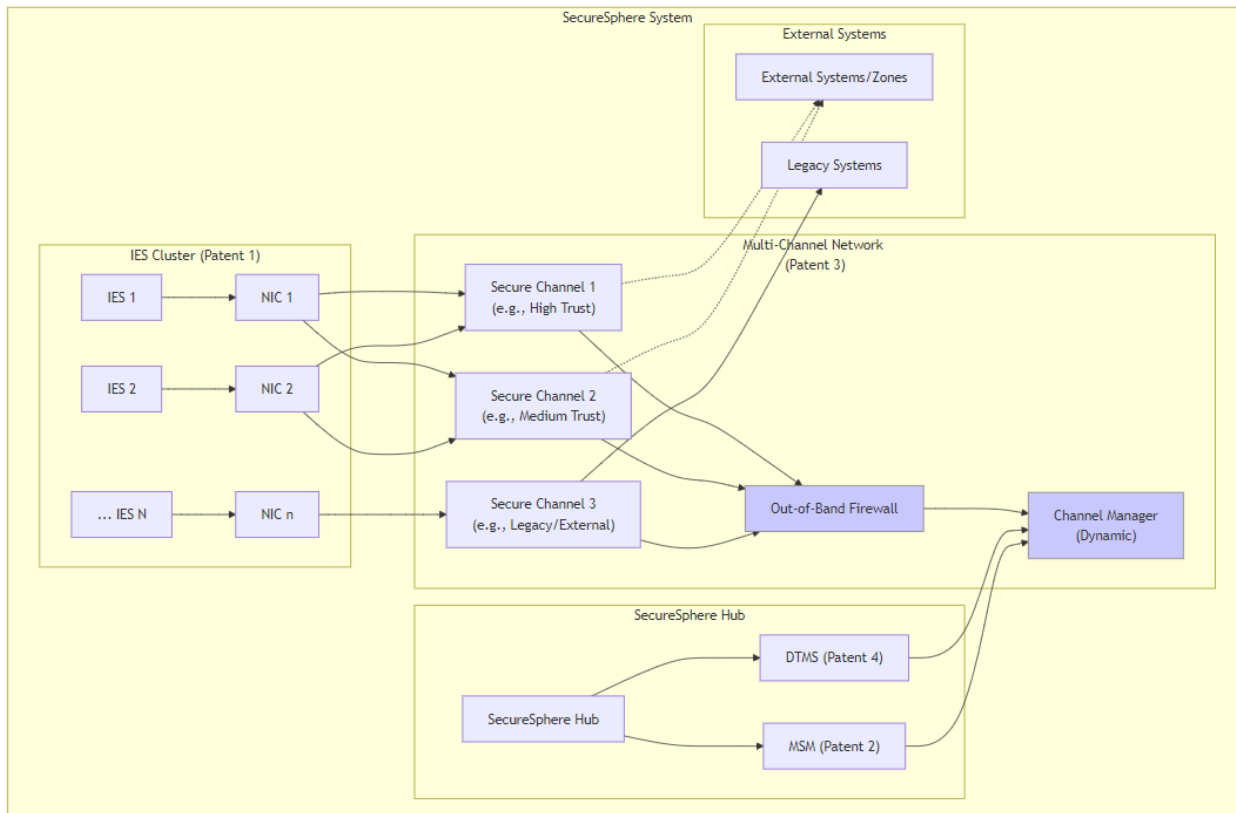 SecureSphere System
External Systems
External Systems/Zones
Legacy Systems
IES Cluster (Patent 1)
IES 1
NIC 1
IES 2
NIC 2
... IES N
NIC n
Multi-Channel Network
(Patent 3)
Secure Channel 1
(e.g., High Trust)
Secure Channel 2
(e.g., Medium Trust)
Secure Channel 3
(e.g., Legacy/External)
Out-of-Band Firewall
Channel Manager
(Dynamic)
SecureSphere Hub
DTMS (Patent 4)
SecureSphere Hub
MSM (Patent 2)